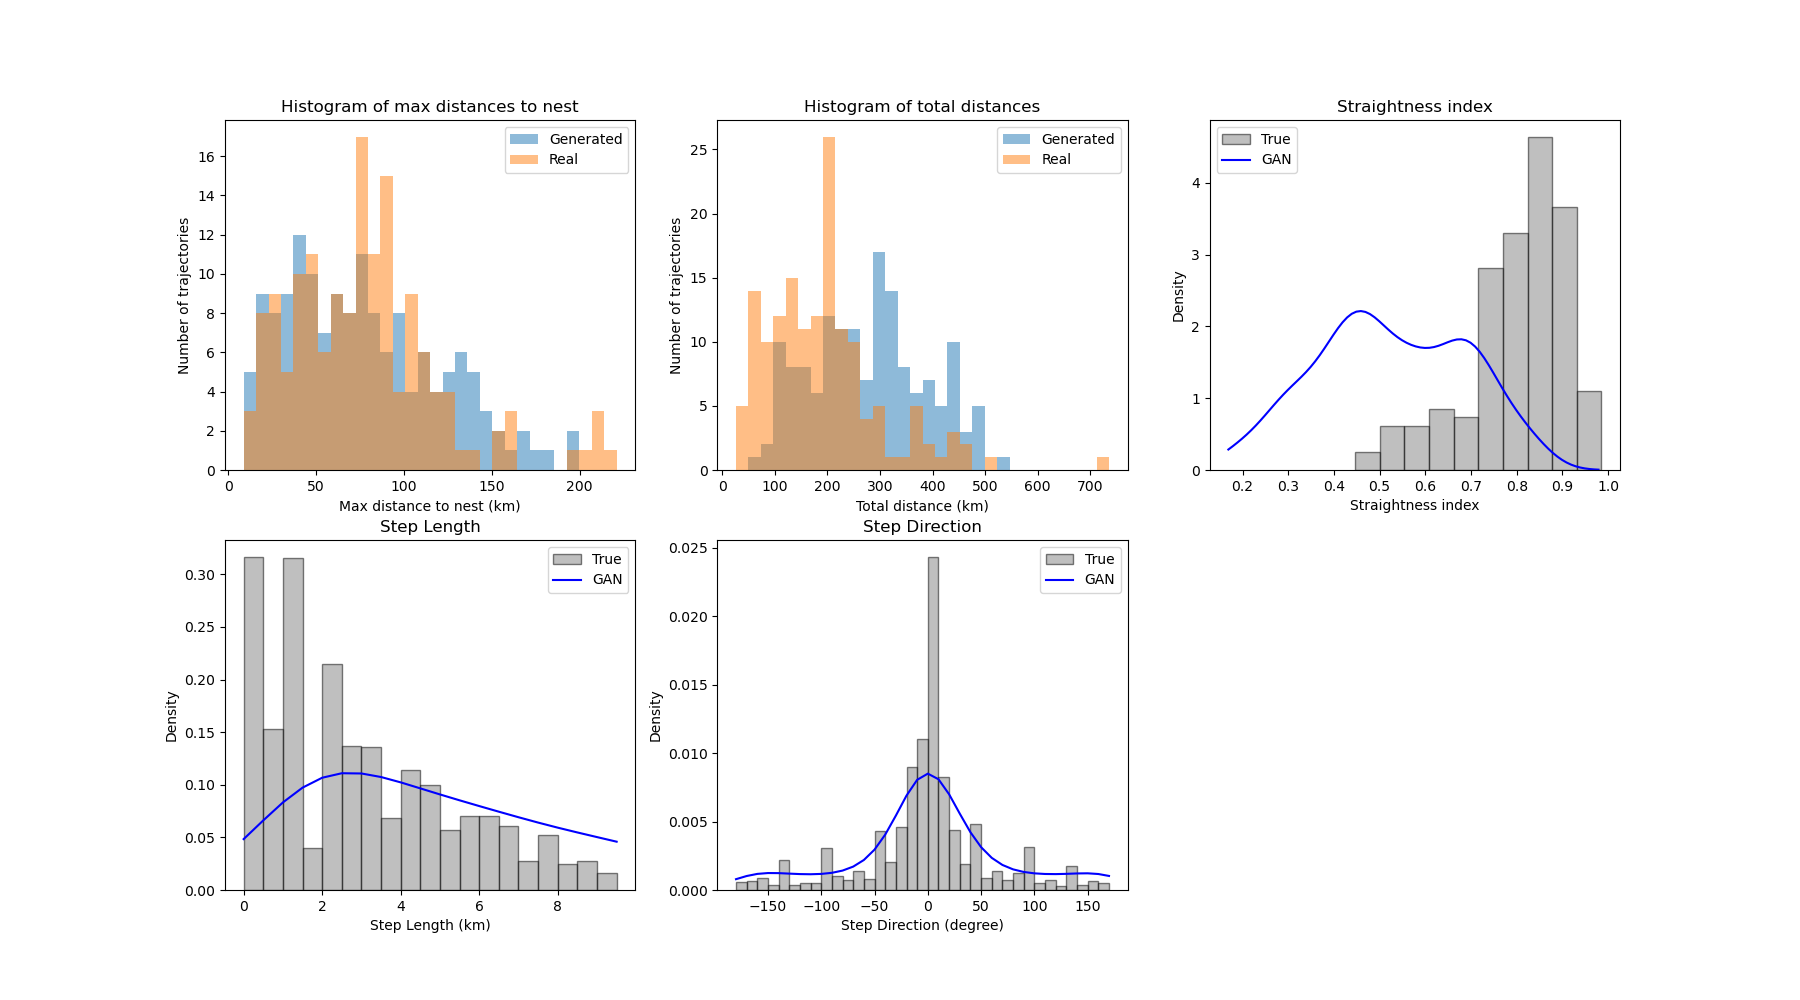 Histogram of max distances to nest
Number of trajectories
16
14
12
10
8
6
4
2
0
Generated
Real
0 50 100 150 200
Max distance to nest (km)
Histogram of total distances
Number of trajectories
25
20
15
10
5
0
Generated
Real
0 100 200 300 400 500 600 700
Total distance (km)
Straightness index
Density
4
3
2
1
0
True
GAN
0.2 0.3 0.4 0.5 0.6 0.7 0.8 0.9 1.0
Straightness index
Step Length
Density
0.30
0.25
0.20
0.15
0.10
0.05
0.00
True
GAN
0 2 4 6 8
Step Length (km)
Step Direction
Density
0.025
0.020
0.015
0.010
0.005
0.000
True
GAN
−150 −100 −50 0 50 100 150
Step Direction (degree)